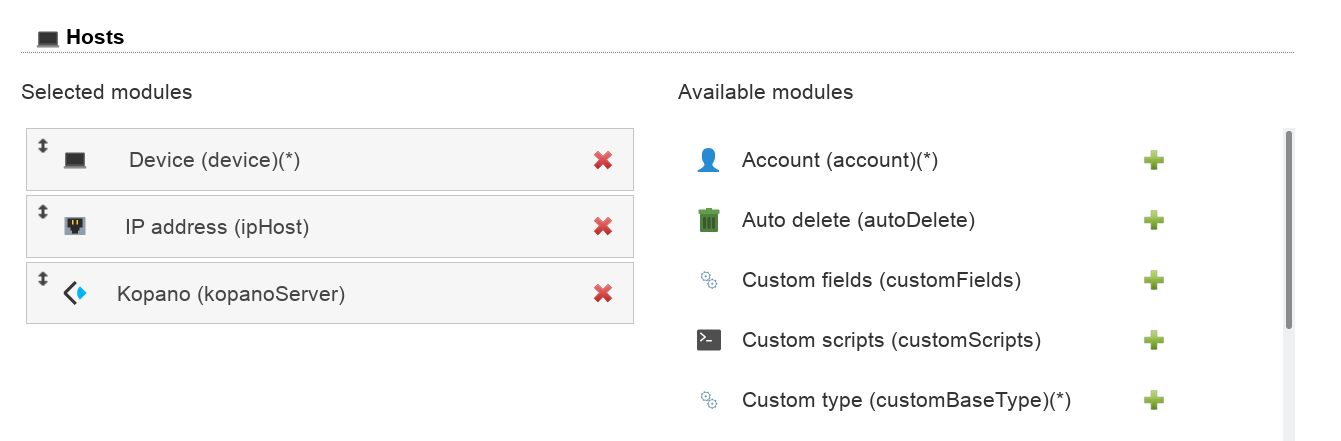 Hosts
Selected modules
Available modules
Device (device)(*)
IP address (ipHost)
Kopano (kopanoServer)
Account (account)(*)
Auto delete (autoDelete)
Custom fields (customFields)
Custom scripts (customScripts)
Custom type (customBaseType)(*)